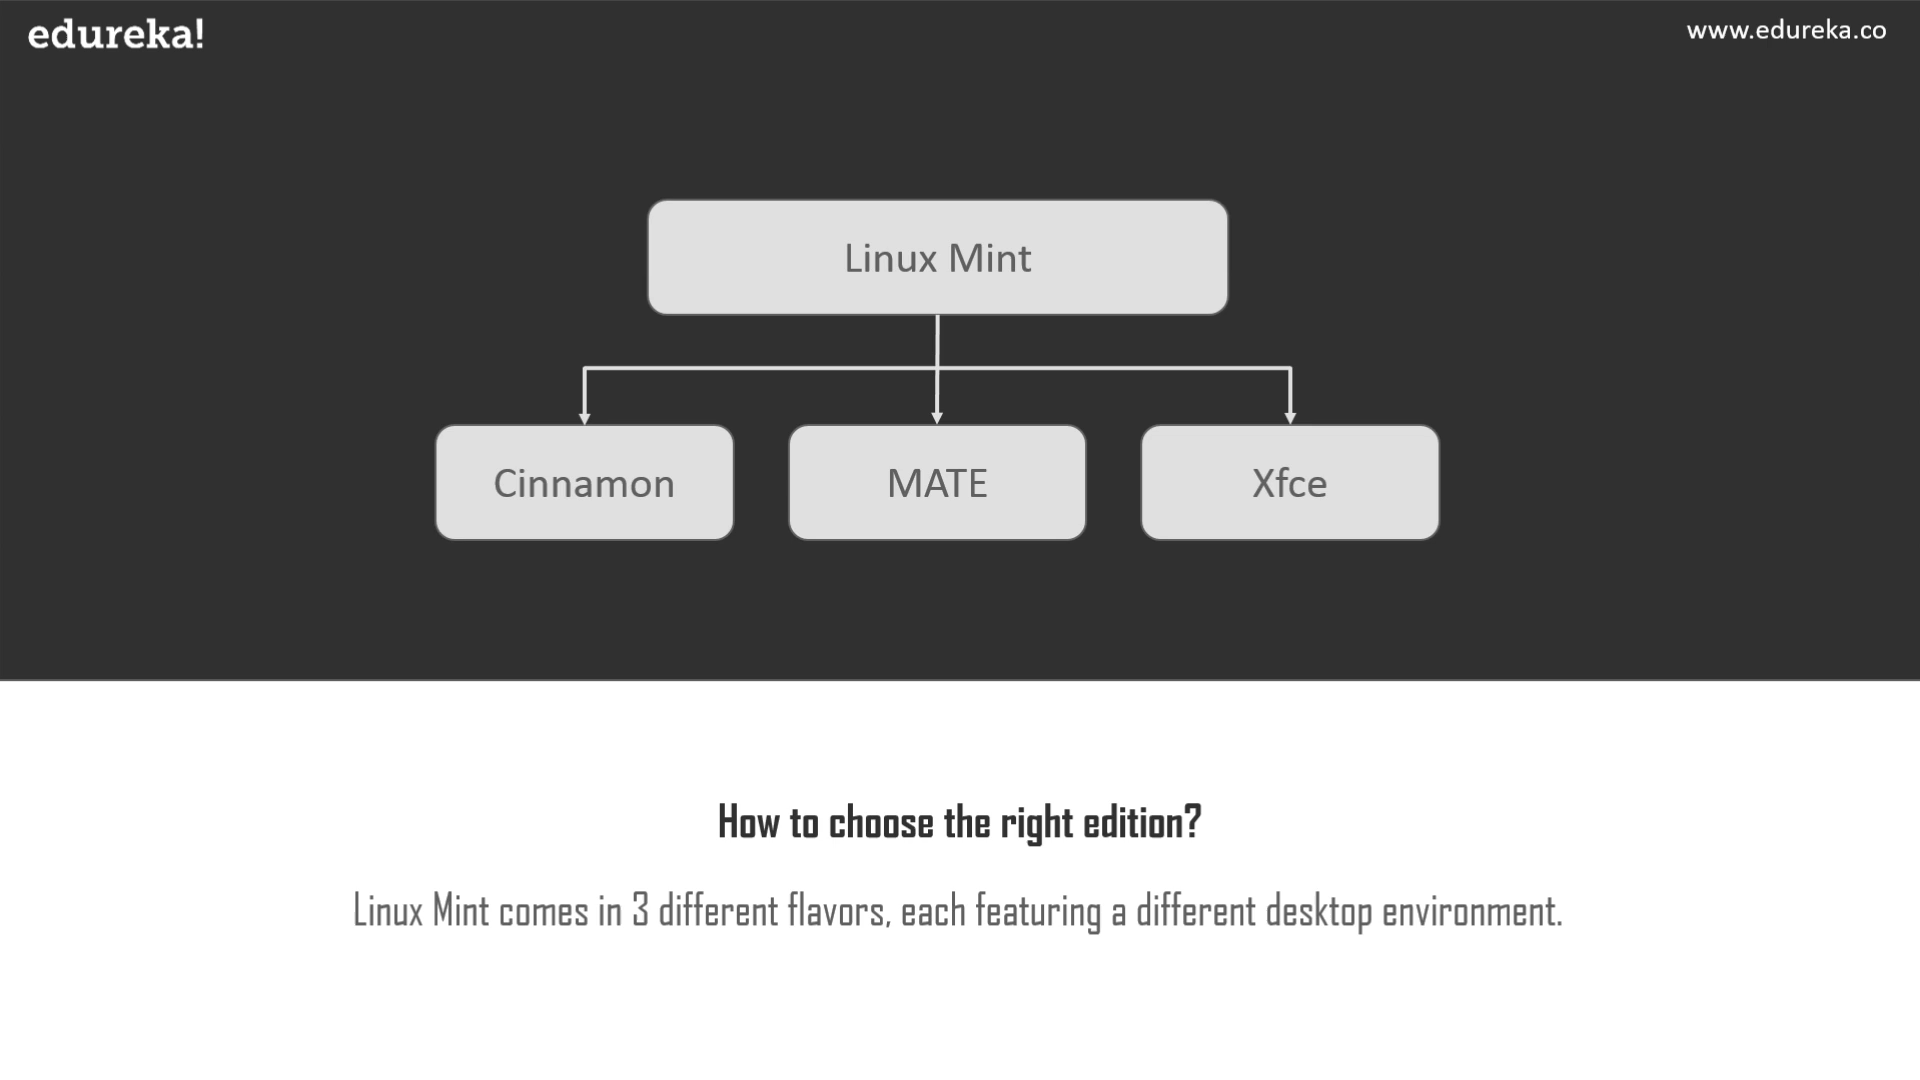 edureka!
www.edureka.co
Linux Mint
Cinnamon
MATE
Xfce
How to choose the right edition?
Linux Mint comes in 3 different flavors, each featuring a different desktop environment.